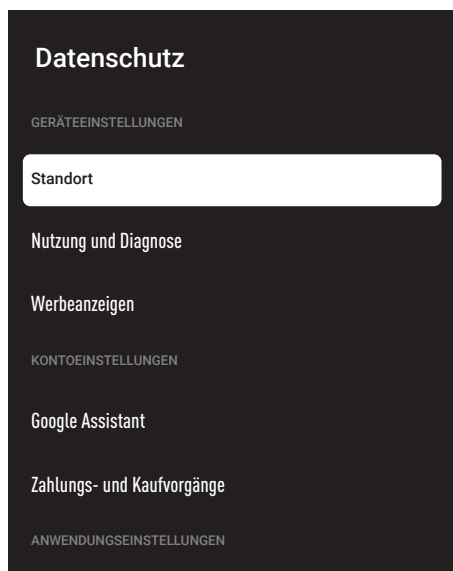 Datenschutz
GERÄTEEINSTELLUNGEN
Standort
Nutzung und Diagnose
Werbeanzeigen
KONTOEINSTELLUNGEN
Google Assistant
Zahlungs- und Kaufvorgänge
ANWENDUNGSEINSTELLUNGEN